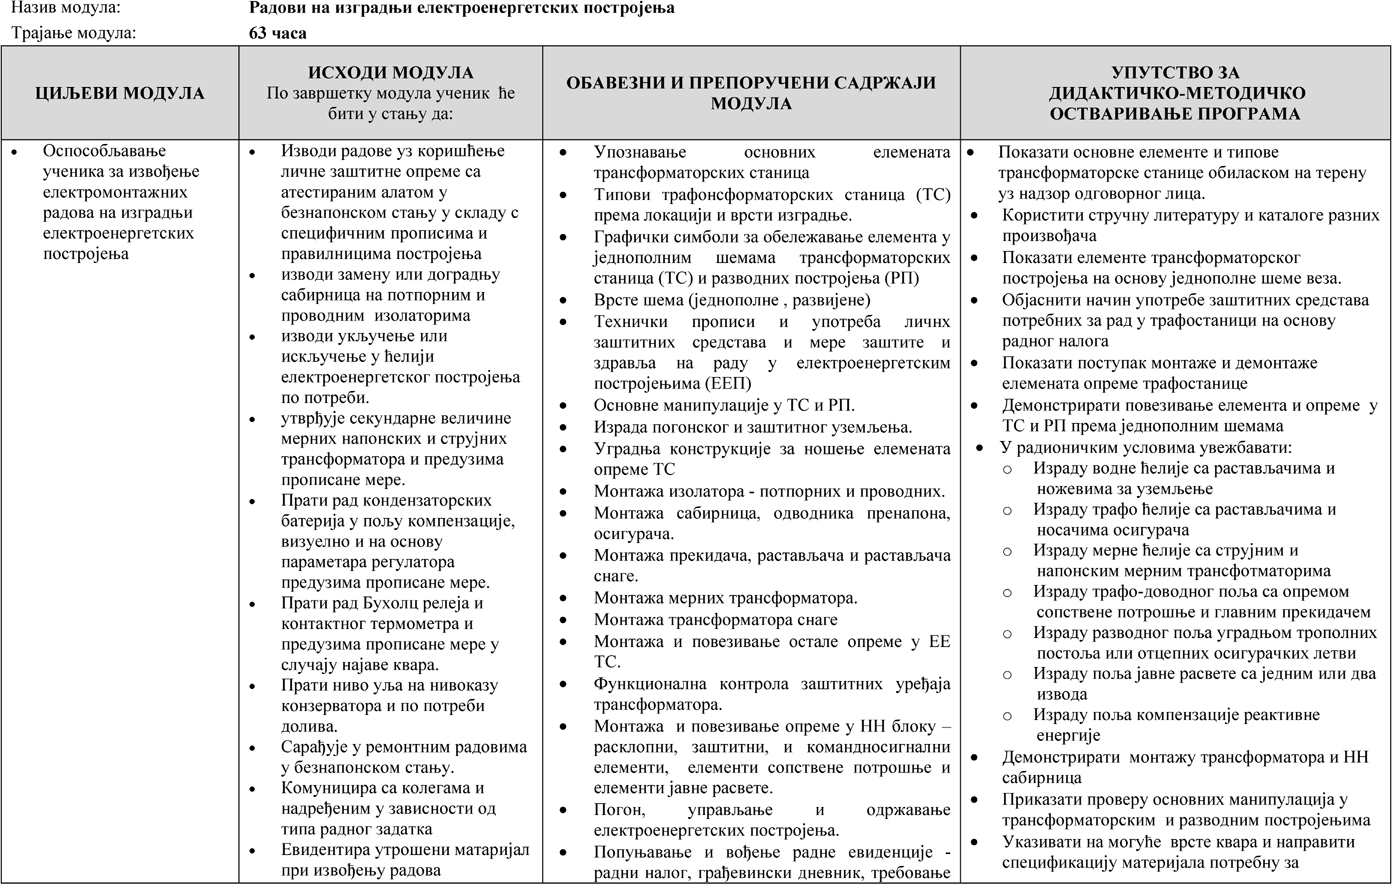 Назив модула: Радови на изградњи електроенергетских постројења
Трајање модула: 63 часа
ЦИЉЕВИ МОДУЛА
ИСХОДИ МОДУЛА
По завршетку модула ученик ће
бити у стању да:
ОБАВЕЗНИ И ПРЕПОРУЧЕНИ САДРЖАЈИ
МОДУЛА
УПУТСТВО ЗА
ДИДАКТИЧКО-МЕТОДИЧКО
ОСТВАРИВАЊЕ ПРОГРАМА
• Оспособљавање
ученика за извођење
електромонтажних
радова на изградњи
електроенергетских
постројења
• Изводи радове уз коришћење
личне заштитне опреме са
атестираним алатом у
безнапонском стању у складу с
специфичним прописима и
правилницима постројења
• изводи замену или доградњу
сабирница на потпорним и
проводним изолаторима
• изводи укључење или
искључење у ћелији
електроенергетског постројења
по потреби.
• утврђује секундарне величине
мерних напонских и струјних
трансформатора и предузима
прописане мере.
• Прати рад кондензаторских
батерија у пољу компензације,
визуелно и на основу
параметара регулатора
предузима прописане мере.
• Прати рад Бухолц релеја и
контактног термометра и
предузима прописане мере у
случају најаве квара.
• Прати ниво уља на нивоказу
конзерватора и по потреби
долива.
• Сарађује у ремонтним радовима
у безнапонском стању.
• Комуницира са колегама и
надређеним у зависности од
типа радног задатка
• Евидентира утрошени матаријал
при извођењу радова
• Упознавање основних елемената
трансформаторских станица
• Типови трафонсформаторских станица (ТС)
према локацији и врсти изградње.
• Графички симболи за обележавање елемента у
једнополним шемама трансформаторских
станица (ТС) и разводних постројења (РП)
• Врсте шема (једнополне , развијене)
• Технички прописи и употреба личнх
заштитних средстава и мере заштите и
здравља на раду у електроенергетским
постројењима (ЕЕП)
• Основне манипулације у ТС и РП.
• Израда погонског и заштитног уземљења.
• Уградња конструкције за ношење елемената
опреме ТС
• Монтажа изолатора - потпорних и проводних.
• Монтажа сабирница, одводника пренапона,
осигурача.
• Монтажа прекидача, растављача и растављача
снаге.
• Монтажа мерних трансформатора.
• Монтажа трансформатора снаге
• Монтажа и повезивање остале опреме у ЕЕ
ТС.
• Функционална контрола заштитних уређаја
трансформатора.
• Монтажа и повезивање опреме у НН блоку –
расклопни, заштитни, и командносигнални
елементи, елементи сопствене потрошње и
елементи јавне расвете.
• Погон, управљање и одржавање
електроенергетских постројења.
• Попуњавање и вођење радне евиденције -
радни налог, грађевински дневник, требовање
• Показати основне елементе и типове
трансформаторске станице обиласком на терену
уз надзор одговорног лица.
• Користити стручну литературу и каталоге разних
произвођача
• Показати елементе трансформаторског
постројења на основу једнополне шеме веза.
• Објаснити начин употребе заштитних средстава
потребних за рад у трафостаници на основу
радног налога
• Показати поступак монтаже и демонтаже
елемената опреме трафостанице
• Демонстрирати повезивање елемента и опреме у
ТС и РП према једнополним шемама
• У радионичким условима увежбавати:
o Израду водне ћелије са растављачима и
ножевима за уземљење
o Израду трафо ћелије са растављачима и
носачима осигурача
o Израду мерне ћелије са струјним и
напонским мерним трансфотматорима
o Израду трафо-доводног поља са опремом
сопствене потрошње и главним прекидачем
o Израду разводног поља уградњом трополних
постоља или отцепних осигурачких летви
o Израду поља јавне расвете са једним или два
извода
o Израду поља компензације реактивне
енергије
• Демонстрирати монтажу трансформатора и НН
сабирница
• Приказати проверу основних манипулација у
трансформаторским и разводним постројењима
• Указивати на могуће врсте квара и направити
спецификацију материјала потребну за